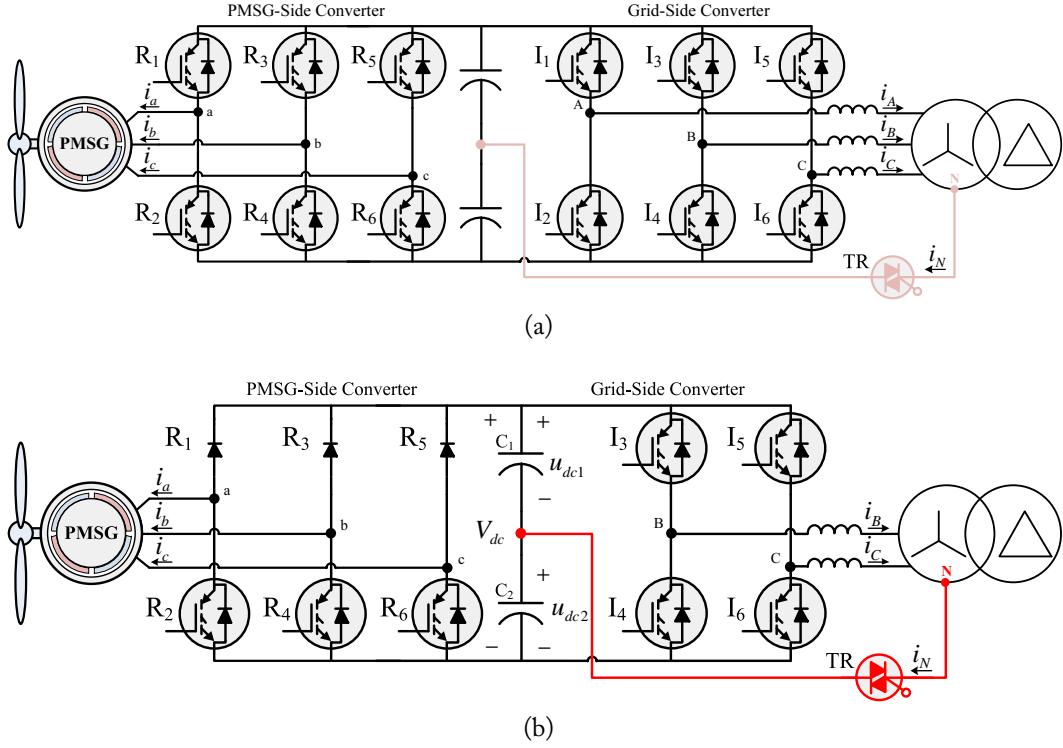 PMSG-Side Converter Grid-Side Converter
R1 R3 R5 I1 I3 I5
ia a A iA
PMSG ib b B iB
ic c C iC
N
R2 R4 R6 I2 I4 I6
TR iN
(a)
PMSG-Side Converter Grid-Side Converter
R1 R3 R5 + C1 + udc1 − I3 I5
ia a
PMSG ib b Vdc B iB
ic c C iC
N
R2 R4 R6 C2 + udc2 − − I4 I6
TR iN
(b)